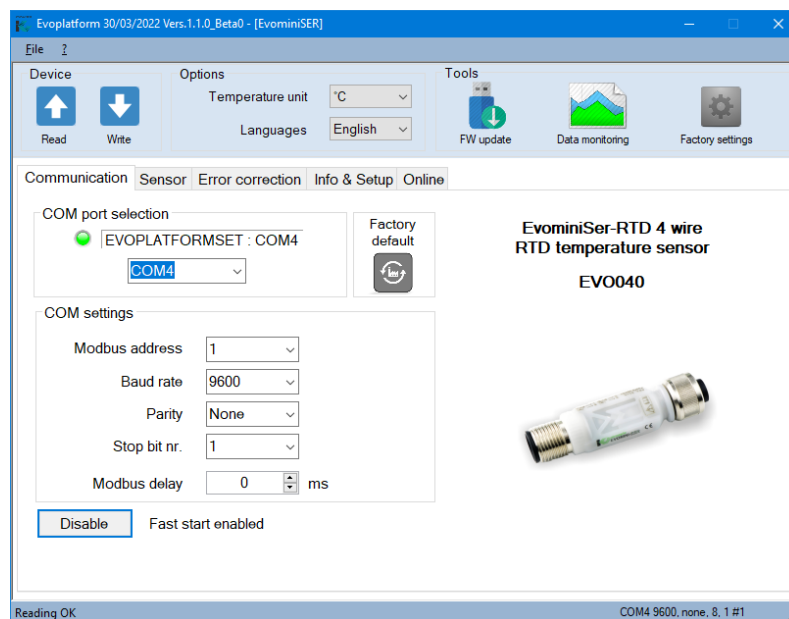 Evoplatform 30/03/2022 Vers.1.1.0_Beta0 - [EvominiSER]
File ?
Device
Read Write
Options
Temperature unit °C
Languages English
Tools
FW update Data monitoring Factory settings
Communication Sensor Error correction Info & Setup Online
COM port selection
EVOPLATFORMSET : COM4
COM4
Factory
default
EvominiSer-RTD 4 wire
RTD temperature sensor
EVO040
COM settings
Modbus address 1
Baud rate 9600
Parity None
Stop bit nr. 1
Modbus delay 0 ms
Disable Fast start enabled
Reading OK COM4 9600, none, 8, 1 #1